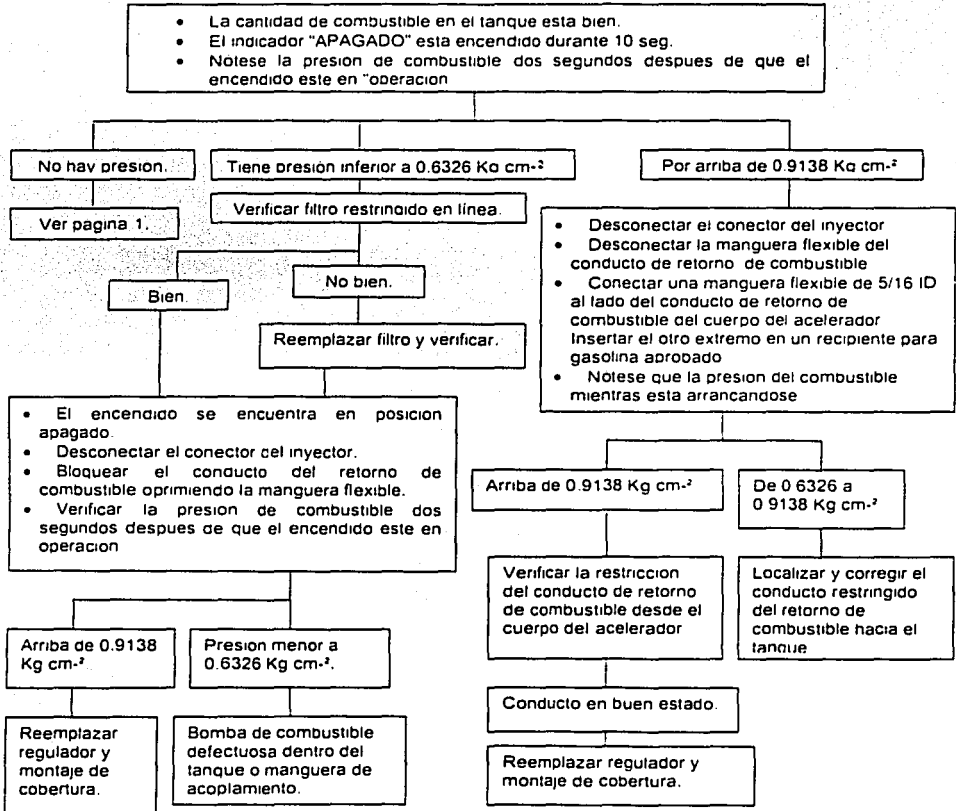 • La cantidad de combustible en el tanque esta bien.
• El indicador "APAGADO" esta encendido durante 10 seg.
• Nótese la presion de combustible dos segundos despues de que el
encendido este en "operacion
No hay presion.
Tiene presión inferior a 0.6326 Kg cm-²
Por arriba de 0.9138 Kg cm-²
Ver pagina 1.
Verificar filtro restringido en línea.
Bien.
No bien.
Reemplazar filtro y verificar.
• Desconectar el conector del inyector
• Desconectar la manguera flexible del
conducto de retorno de combustible
• Conectar una manguera flexible de 5/16 ID
al lado del conducto de retorno de
combustible del cuerpo del acelerador
Insertar el otro extremo en un recipiente para
gasolina aprobado
• Nótese que la presion del combustible
mientras esta arrancandose
• El encendido se encuentra en posicion
apagado.
• Desconectar el conector del inyector.
• Bloquear el conducto del retorno de
combustible oprimiendo la manguera flexible.
• Verificar la presion de combustible dos
segundos despues de que el encendido este en
operacion
Arriba de 0.9138 Kg cm-²
De 0 6326 a
0 9138 Kg cm-²
Verificar la restriccion
del conducto de retorno
de combustible desde el
cuerpo del acelerador
Localizar y corregir el
conducto restringido
del retorno de
combustible hacia el
tanque
Arriba de 0.9138
Kg cm-²
Presion menor a
0.6326 Kg cm-².
Conducto en buen estado.
Reemplazar
regulador y
montaje de
cobertura.
Bomba de combustible
defectuosa dentro del
tanque o manguera de
acoplamiento.
Reemplazar regulador y
montaje de cobertura.